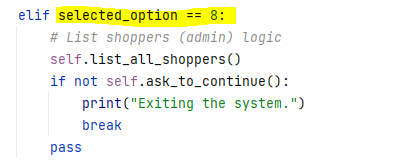 elif selected_option == 8:
# List shoppers (admin) logic
self.list_all_shoppers()
if not self.ask_to_continue():
print("Exiting the system.")
break
pass